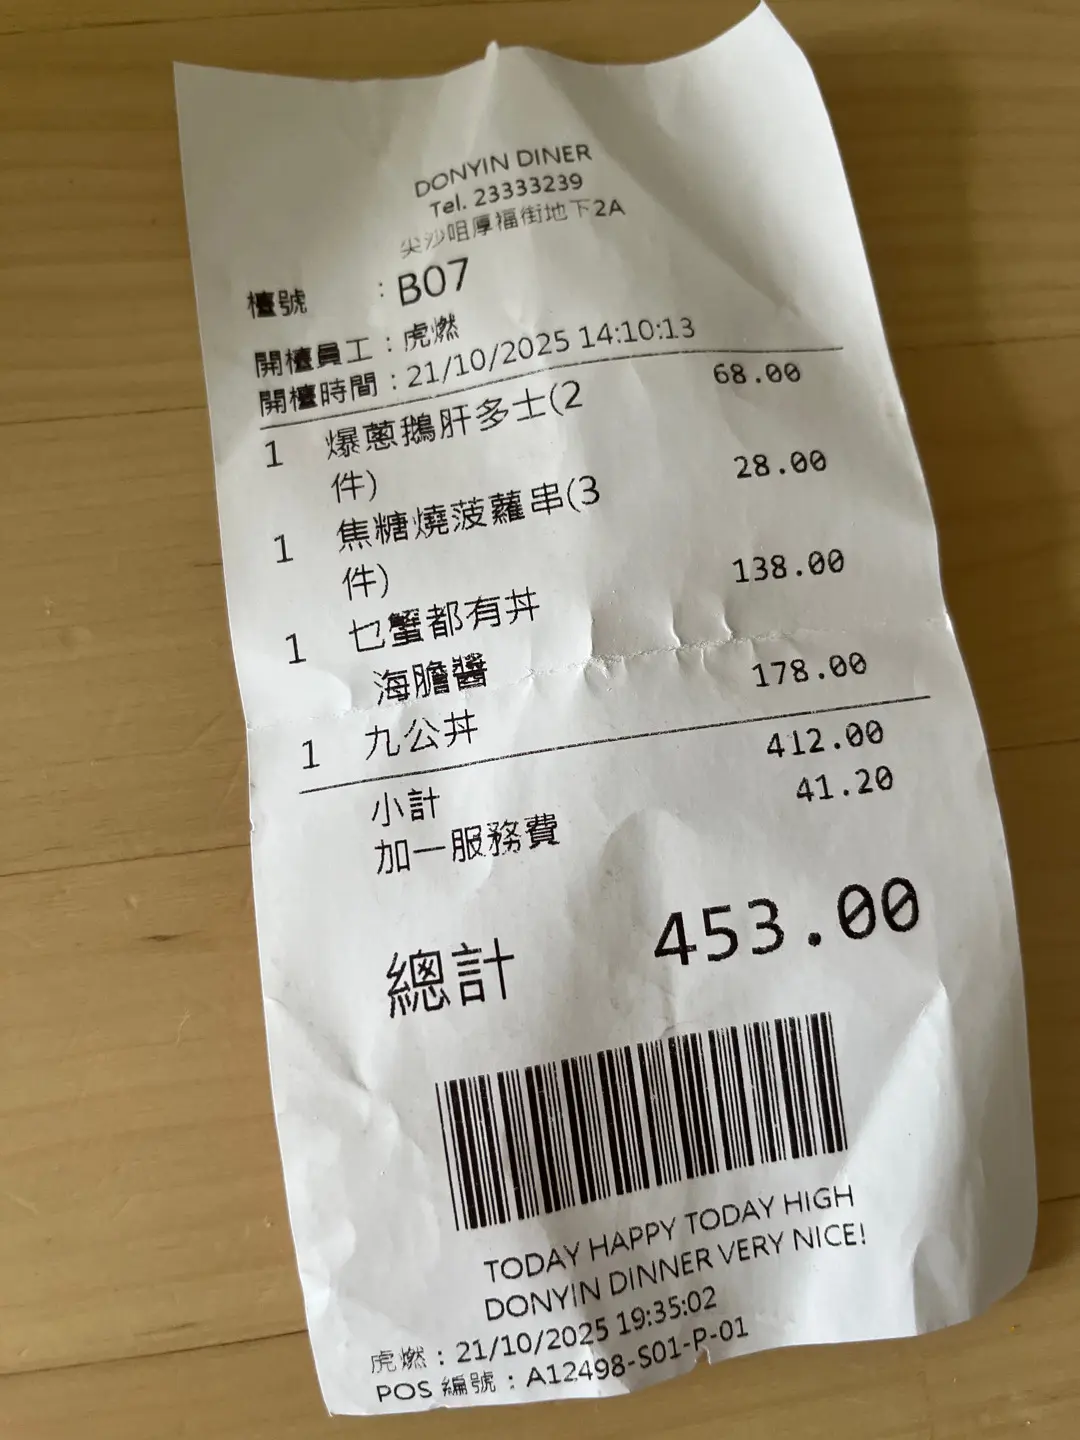 DONYIN DINER
Tel. 23333239
尖沙咀厚福街地下2A
檯號 : B07
開檯員工 : 虎燃
開檯時間 : 21/10/2025 14:10:13
1 爆蔥鵝肝多士(2 68.00
件)
1 焦糖燒菠蘿串(3 28.00
件)
1 乜蟹都有丼 138.00
海膽醬
1 九公丼 178.00
小計 412.00
加一服務費 41.20
總計 453.00
TODAY HAPPY TODAY HIGH
DONYIN DINNER VERY NICE!
虎燃 : 21/10/2025 19:35:02
POS 編號 : A12498-S01-P-01